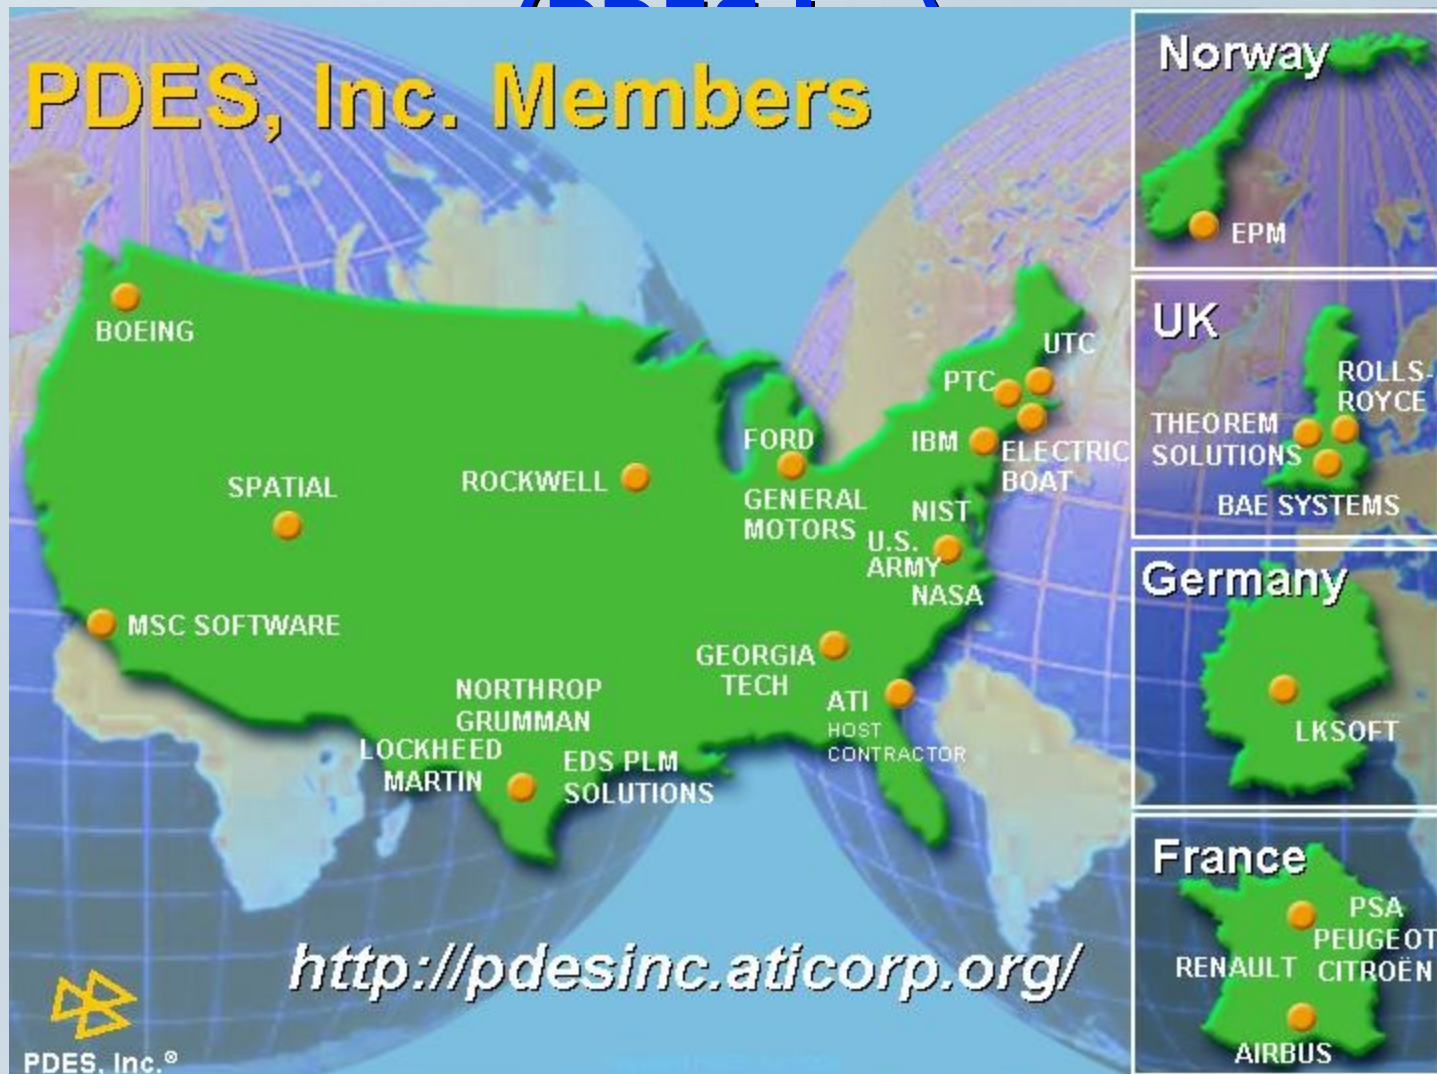 PDES, Inc. Members
BOEING
SPATIAL
MSC SOFTWARE
ROCKWELL
FORD
GENERAL
MOTORS
UTC
PTC
IBM
ELECTRIC
BOAT
NIST
U.S.
ARMY
NASA
GEORGIA
TECH
ATI
HOST
CONTRACTOR
NORTHROP
GRUMMAN
LOCKHEED
MARTIN
EDS PLM
SOLUTIONS
http://pdesinc.aticorp.org/
PDES, Inc.®
Norway
EPM
UK
ROLLS-
ROYCE
THEOREM
SOLUTIONS
BAE SYSTEMS
Germany
LKSOFT
France
PSA
PEUGEOT
CITROËN
RENAULT
AIRBUS